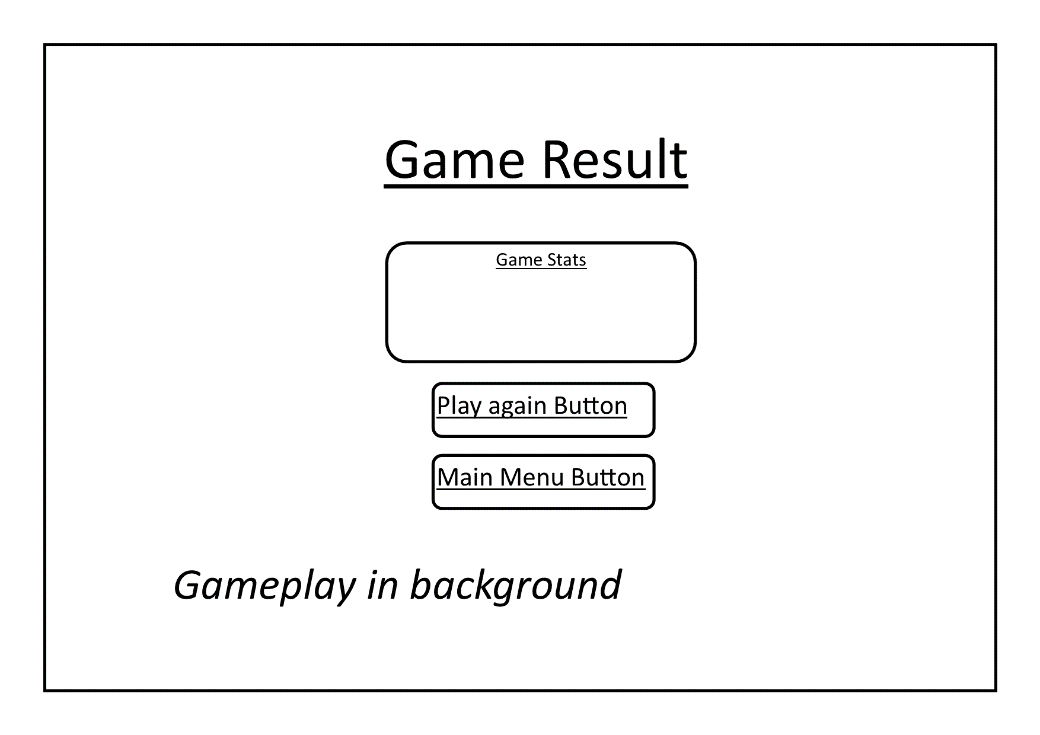 Game Result
Game Stats
Play again Button
Main Menu Button
Gameplay in background